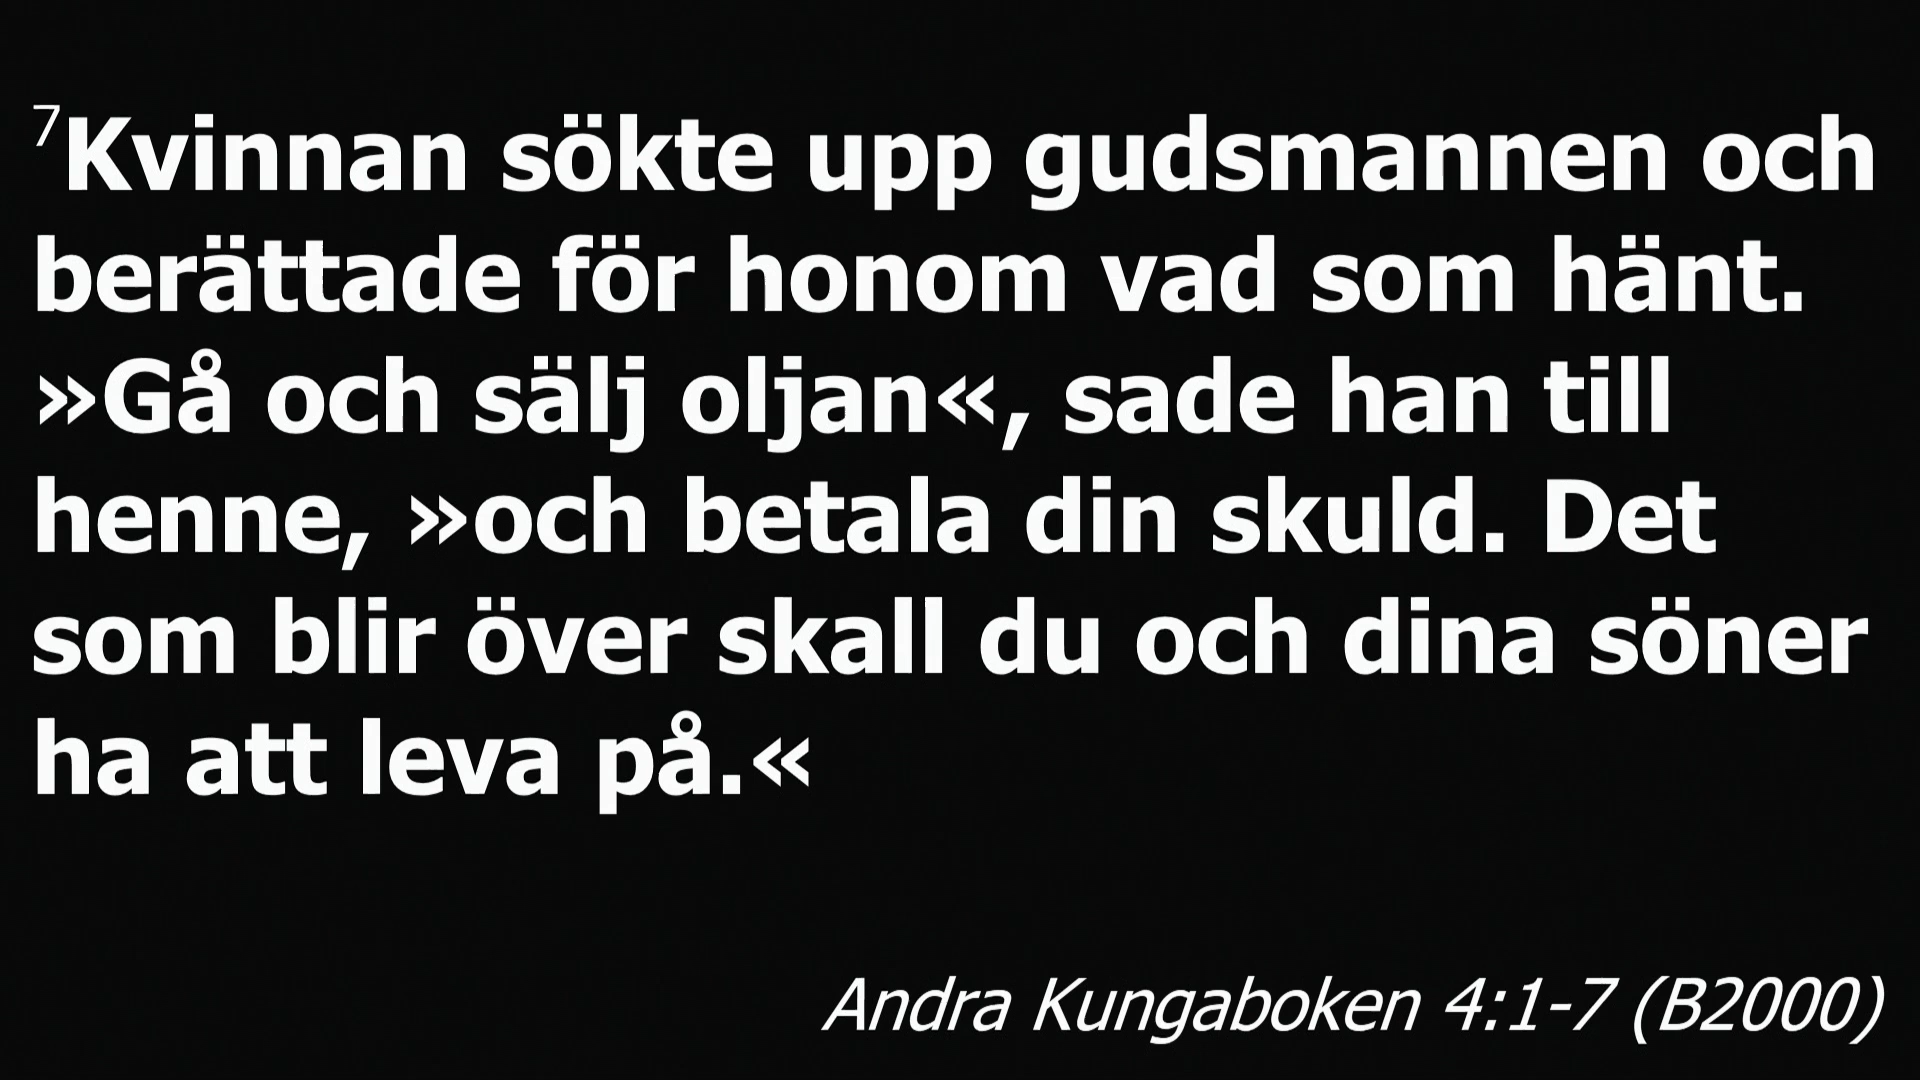 7Kvinnan sökte upp gudsmannen och
berättade för honom vad som hänt.
»Gå och sälj oljan«, sade han till
henne, »och betala din skuld. Det
som blir över skall du och dina söner
ha att leva på.«
Andra Kungaboken 4:1-7 (B2000)